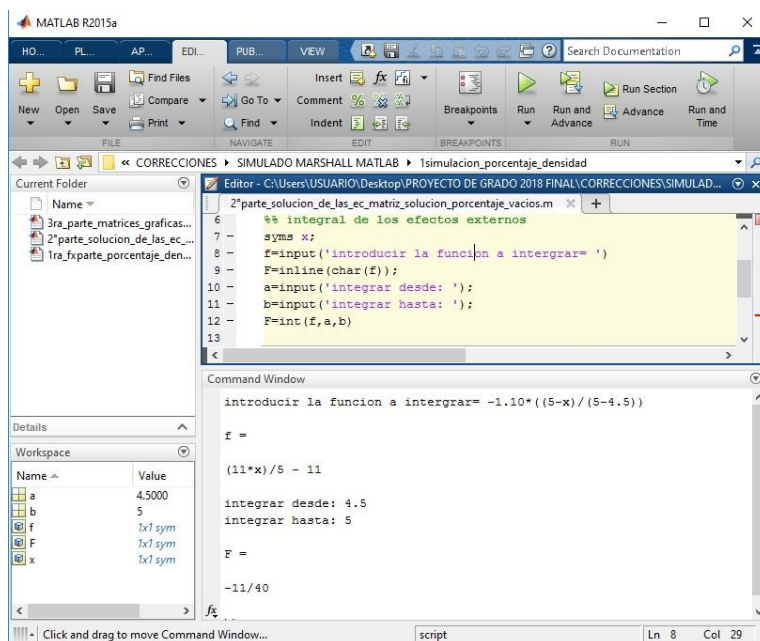 MATLAB R2015a
HO... PL... AP... EDI... PUB... VIEW Search Documentation
New Open Save Find Files Compare Print
FILE
Go To Find
NAVIGATE
Insert fx
Comment %
Indent
EDIT
Breakpoints
BREAKPOINTS
Run Run and Advance Run Section Advance Run and Time
RUN
« CORRECCIONES ▸ SIMULADO MARSHALL MATLAB ▸ 1simulacion_porcentaje_densidad
Current Folder
Name
3ra_parte_matrices_graficas...
2°parte_solucion_de_las_ec_...
1ra_fxparte_porcentaje_den...
Details
Workspace
Name Value
a 4.5000
b 5
f 1x1 sym
F 1x1 sym
x 1x1 sym
Editor - C:\Users\USUARIO\Desktop\PROYECTO DE GRADO 2018 FINAL\CORRECCIONES\SIMULAD...
2°parte_solucion_de_las_ec_matriz_solucion_porcentaje_vacios.m
6 %% integral de los efectos externos
7 – syms x;
8 – f=input('introducir la funcion a intergrar= ')
9 – F=inline(char(f));
10 – a=input('integrar desde: ');
11 – b=input('integrar hasta: ');
12 – F=int(f,a,b)
13
Command Window
introducir la funcion a intergrar= -1.10*((5-x)/(5-4.5))
f =
(11*x)/5 - 11
integrar desde: 4.5
integrar hasta: 5
F =
-11/40
fx
Click and drag to move Command Window... script Ln 8 Col 29